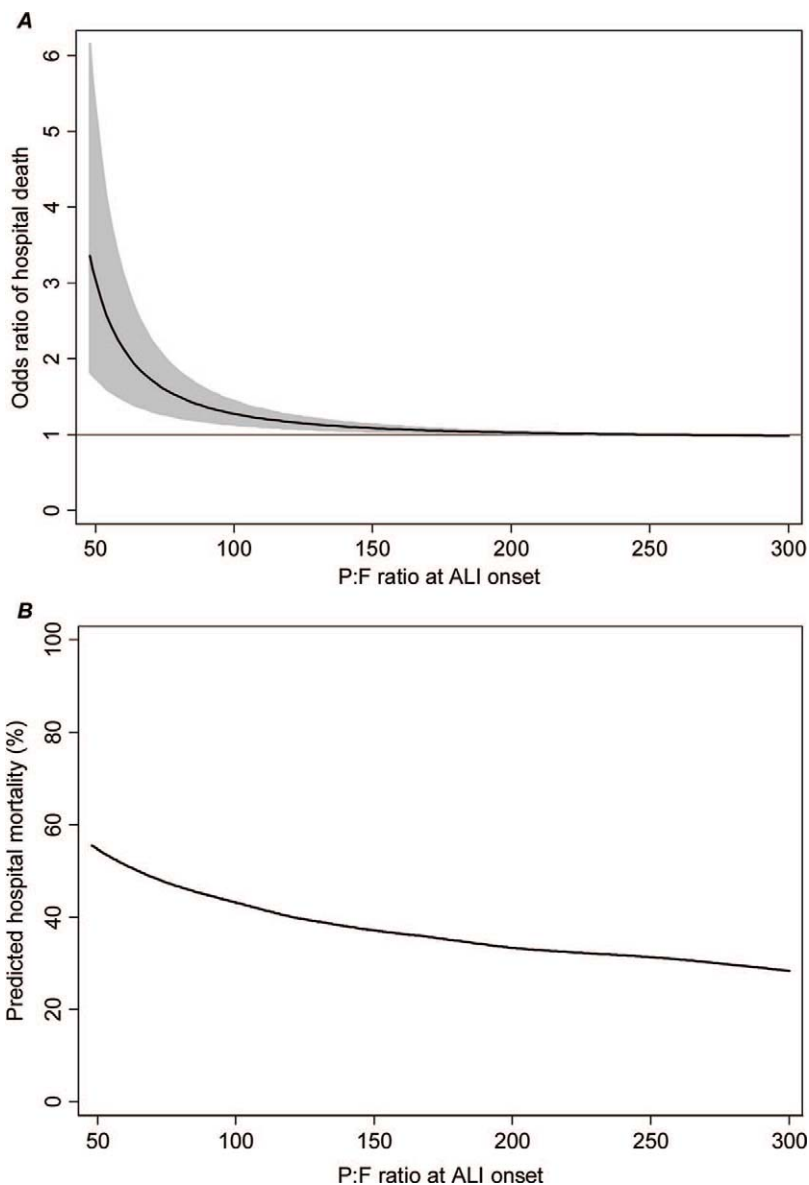 A
6
5
4
3
2
1
0
Odds ratio of hospital death
50 100 150 200 250 300
P:F ratio at ALI onset
B
100
80
60
40
20
0
Predicted hospital mortality (%)
50 100 150 200 250 300
P:F ratio at ALI onset